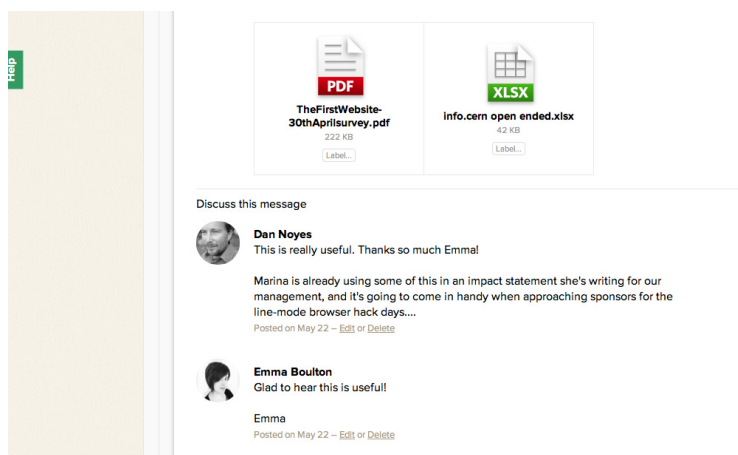 Help
PDF
TheFirstWebsite-
30thAprilsurvey.pdf
222 KB
Label...
XLSX
info.cern open ended.xlsx
42 KB
Label...
Discuss this message
Dan Noyes
This is really useful. Thanks so much Emma!
Marina is already using some of this in an impact statement she's writing for our
management, and it's going to come in handy when approaching sponsors for the
line-mode browser hack days....
Posted on May 22 – Edit or Delete
Emma Boulton
Glad to hear this is useful!
Emma
Posted on May 22 – Edit or Delete